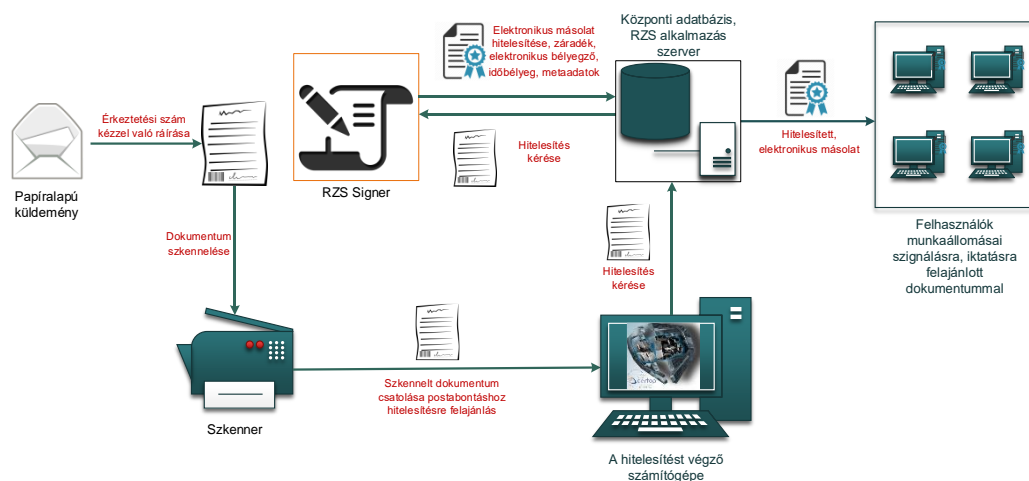 Elektronikus másolat
hitelesítése, záradék,
elektronikus bélyegző,
időbélyeg, metaadatok
Központi adatbázis,
RZS alkalmazás
szerver
Érkeztetési szám
kézzel való ráírása
Papíralapú
küldemény
RZS Signer
Hitelesítés
kérése
Hitelesített,
elektronikus másolat
Felhasználók
munkaállomásai
szignálásra, iktatásra
felajánlott
dokumentummal
Dokumentum
szkennelése
Hitelesítés
kérése
Szkennelt dokumentum
csatolása postabontáshoz
hitelesítésre felajánlás
Szkenner
A hitelesítést végző
számítógépe